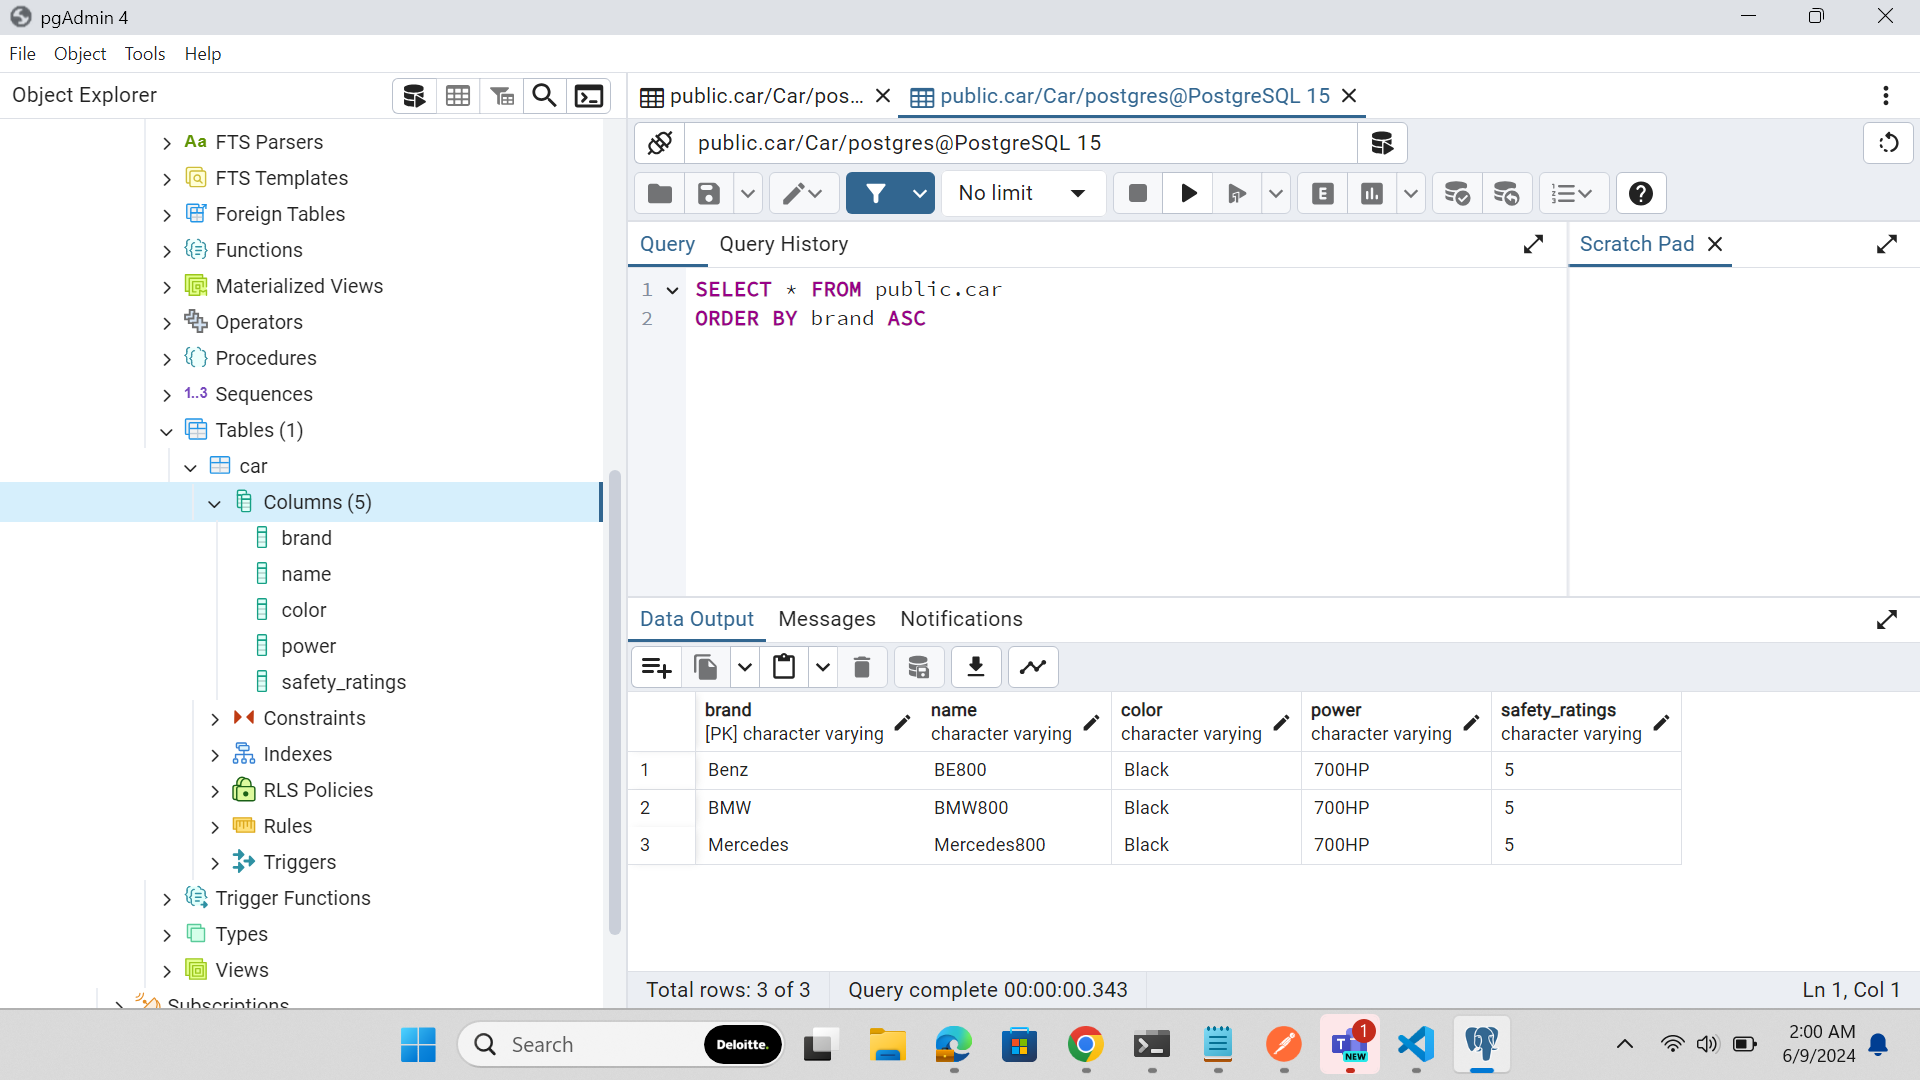 pgAdmin 4
File Object Tools Help
Object Explorer
FTS Parsers
FTS Templates
Foreign Tables
Functions
Materialized Views
Operators
Procedures
1..3 Sequences
Tables (1)
car
Columns (5)
brand
name
color
power
safety_ratings
Constraints
Indexes
RLS Policies
Rules
Triggers
Trigger Functions
Types
Views
Subscriptions
public.car/Car/pos... public.car/Car/postgres@PostgreSQL 15
public.car/Car/postgres@PostgreSQL 15
No limit
E
Query Query History
Scratch Pad
1 SELECT * FROM public.car
2 ORDER BY brand ASC
Data Output Messages Notifications
brand name color power safety_ratings
[PK] character varying character varying character varying character varying character varying
1 Benz BE800 Black 700HP 5
2 BMW BMW800 Black 700HP 5
3 Mercedes Mercedes800 Black 700HP 5
Total rows: 3 of 3 Query complete 00:00:00.343 Ln 1, Col 1
Search Deloitte. 1 NEW
2:00 AM
6/9/2024